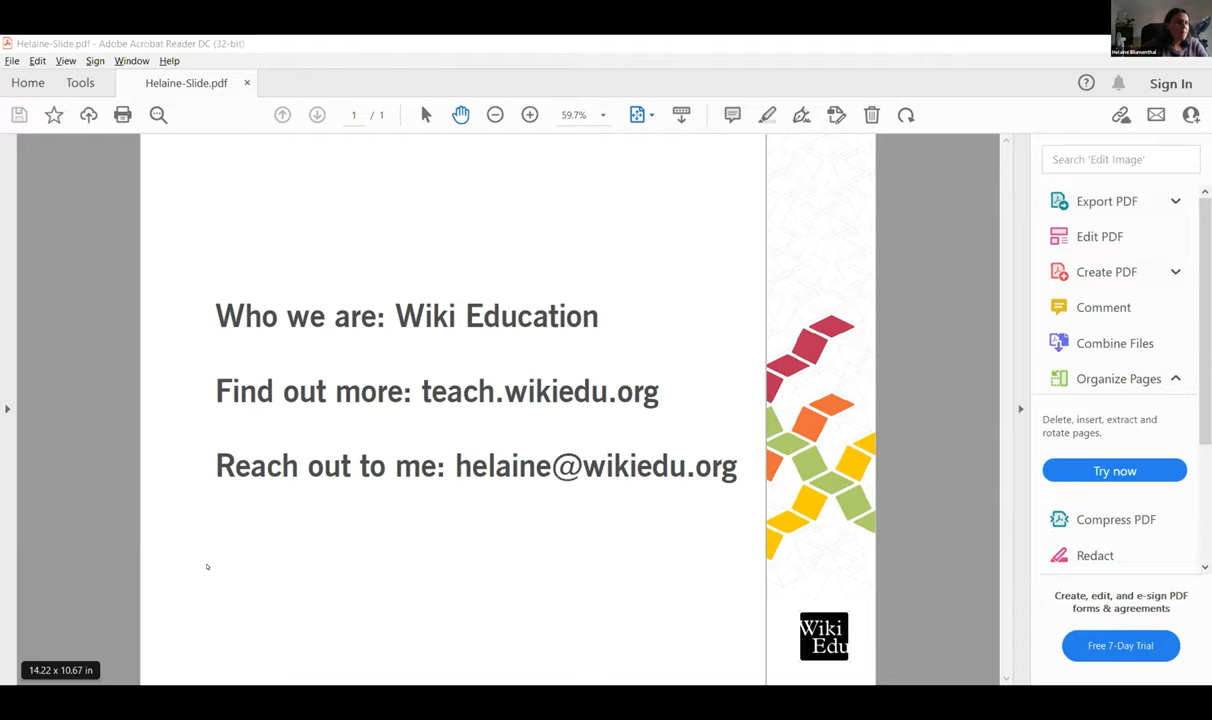 Helaine-Slide.pdf - Adobe Acrobat Reader DC (32-bit)
Helaine Blumenthal
File Edit View Sign Window Help
Home Tools Helaine-Slide.pdf × Sign In
1 / 1 59.7%
Search 'Edit Image'
Export PDF
Edit PDF
Create PDF
Comment
Combine Files
Organize Pages
Delete, insert, extract and
rotate pages.
Try now
Compress PDF
Redact
Create, edit, and e-sign PDF
forms & agreements
Free 7-Day Trial
Who we are: Wiki Education
Find out more: teach.wikiedu.org
Reach out to me: helaine@wikiedu.org
Wiki
Edu
14.22 x 10.67 in